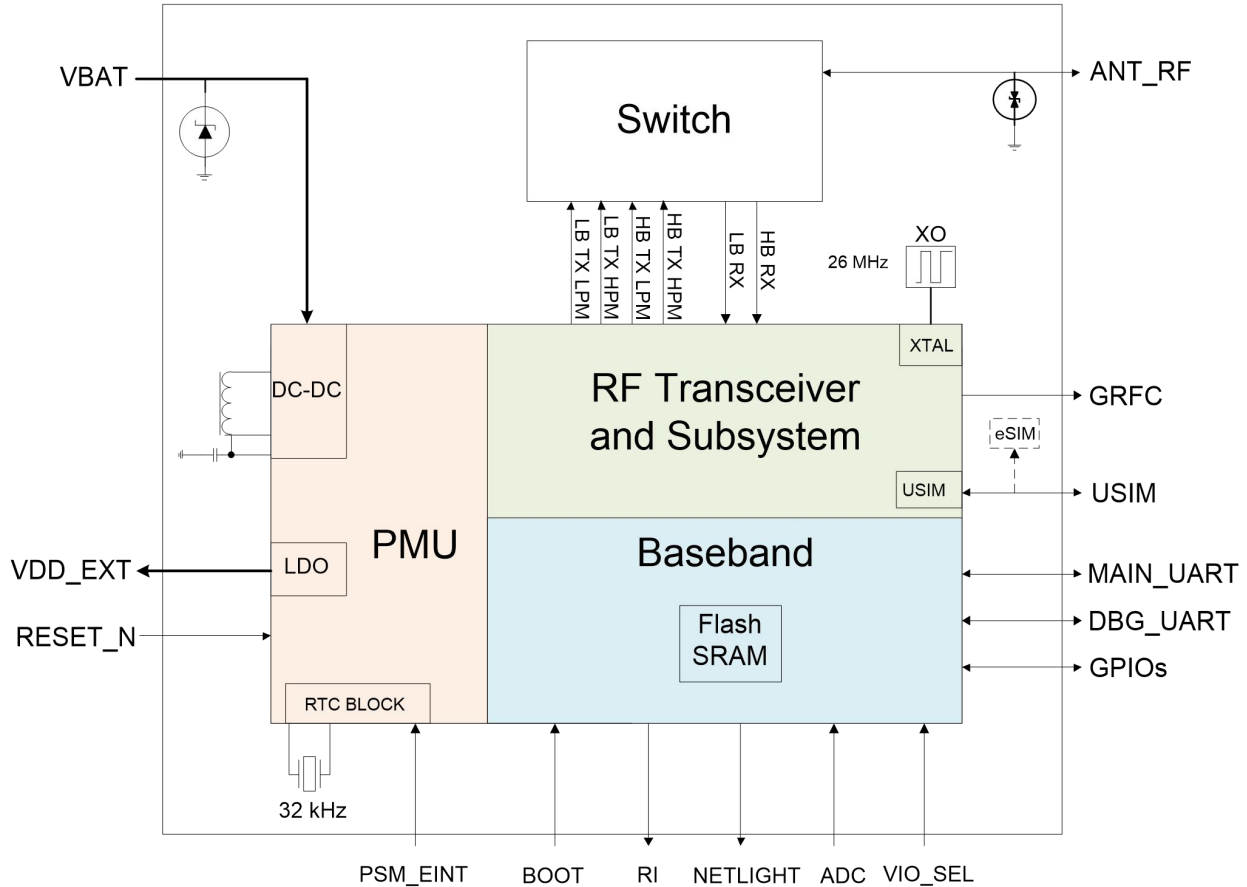 VBAT
ANT_RF
Switch
LB TX LPM
LB TX HPM
HB TX LPM
HB TX HPM
LB RX
HB RX
XO
26 MHz
XTAL
DC-DC
RF Transceiver
and Subsystem
GRFC
eSIM
USIM
USIM
PMU
Baseband
LDO
VDD_EXT
MAIN_UART
Flash
SRAM
DBG_UART
RESET_N
GPIOs
RTC BLOCK
32 kHz
PSM_EINT
BOOT
RI
NETLIGHT
ADC
VIO_SEL